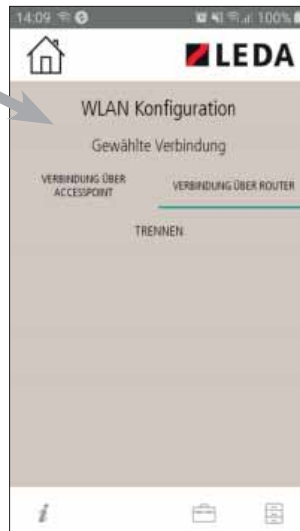 14:09 100%
LEDA
WLAN Konfiguration
Gewählte Verbindung
VERBINDUNG ÜBER
ACCESSPOINT
VERBINDUNG ÜBER ROUTER
TRENNEN
i